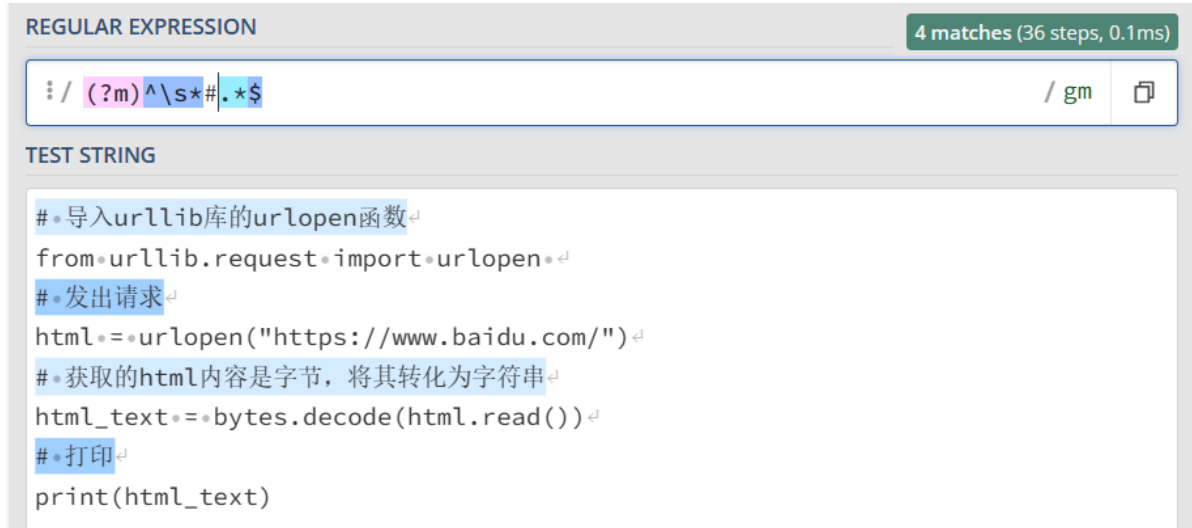 REGULAR EXPRESSION
4 matches (36 steps, 0.1ms)
/ (?m)^\s*#.*$ / gm
TEST STRING
# 导入urllib库的urlopen函数
from urllib.request import urlopen
# 发出请求
html = urlopen("https://www.baidu.com/")
# 获取的html内容是字节，将其转化为字符串
html_text = bytes.decode(html.read())
# 打印
print(html_text)